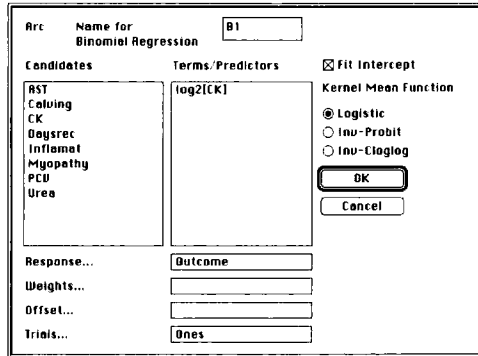 Arc Name for Binomial Regression B1
Candidates
AST
Calving
CK
Daysrec
Inflamat
Myopathy
PCV
Urea
Terms/Predictors
log2[CK]
Fit Intercept
Kernel Mean Function
Logistic
Inv-Probit
Inv-Cloglog
OK
Cancel
Response... Outcome
Weights...
Offset...
Trials... Ones